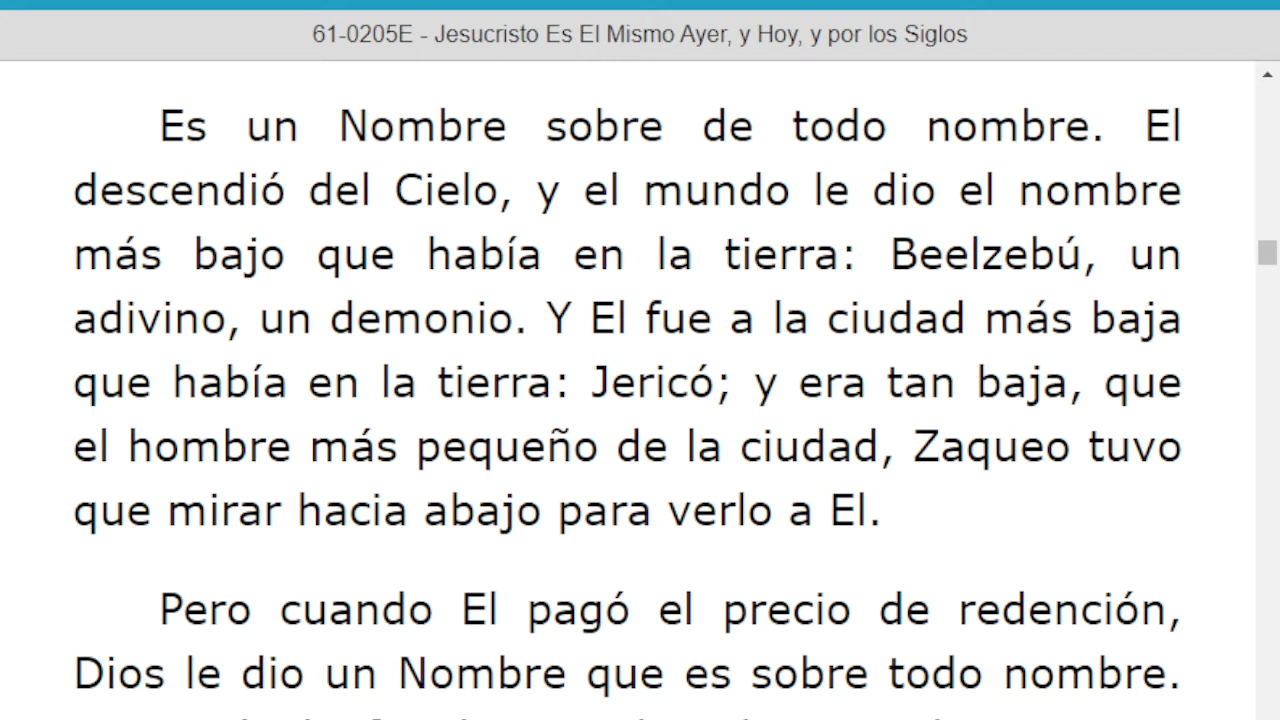 61-0205E - Jesucristo Es El Mismo Ayer, y Hoy, y por los Siglos
Es un Nombre sobre de todo nombre. El
descendió del Cielo, y el mundo le dio el nombre
más bajo que había en la tierra: Beelzebú, un
adivino, un demonio. Y El fue a la ciudad más baja
que había en la tierra: Jericó; y era tan baja, que
el hombre más pequeño de la ciudad, Zaqueo tuvo
que mirar hacia abajo para verlo a El.
Pero cuando El pagó el precio de redención,
Dios le dio un Nombre que es sobre todo nombre.